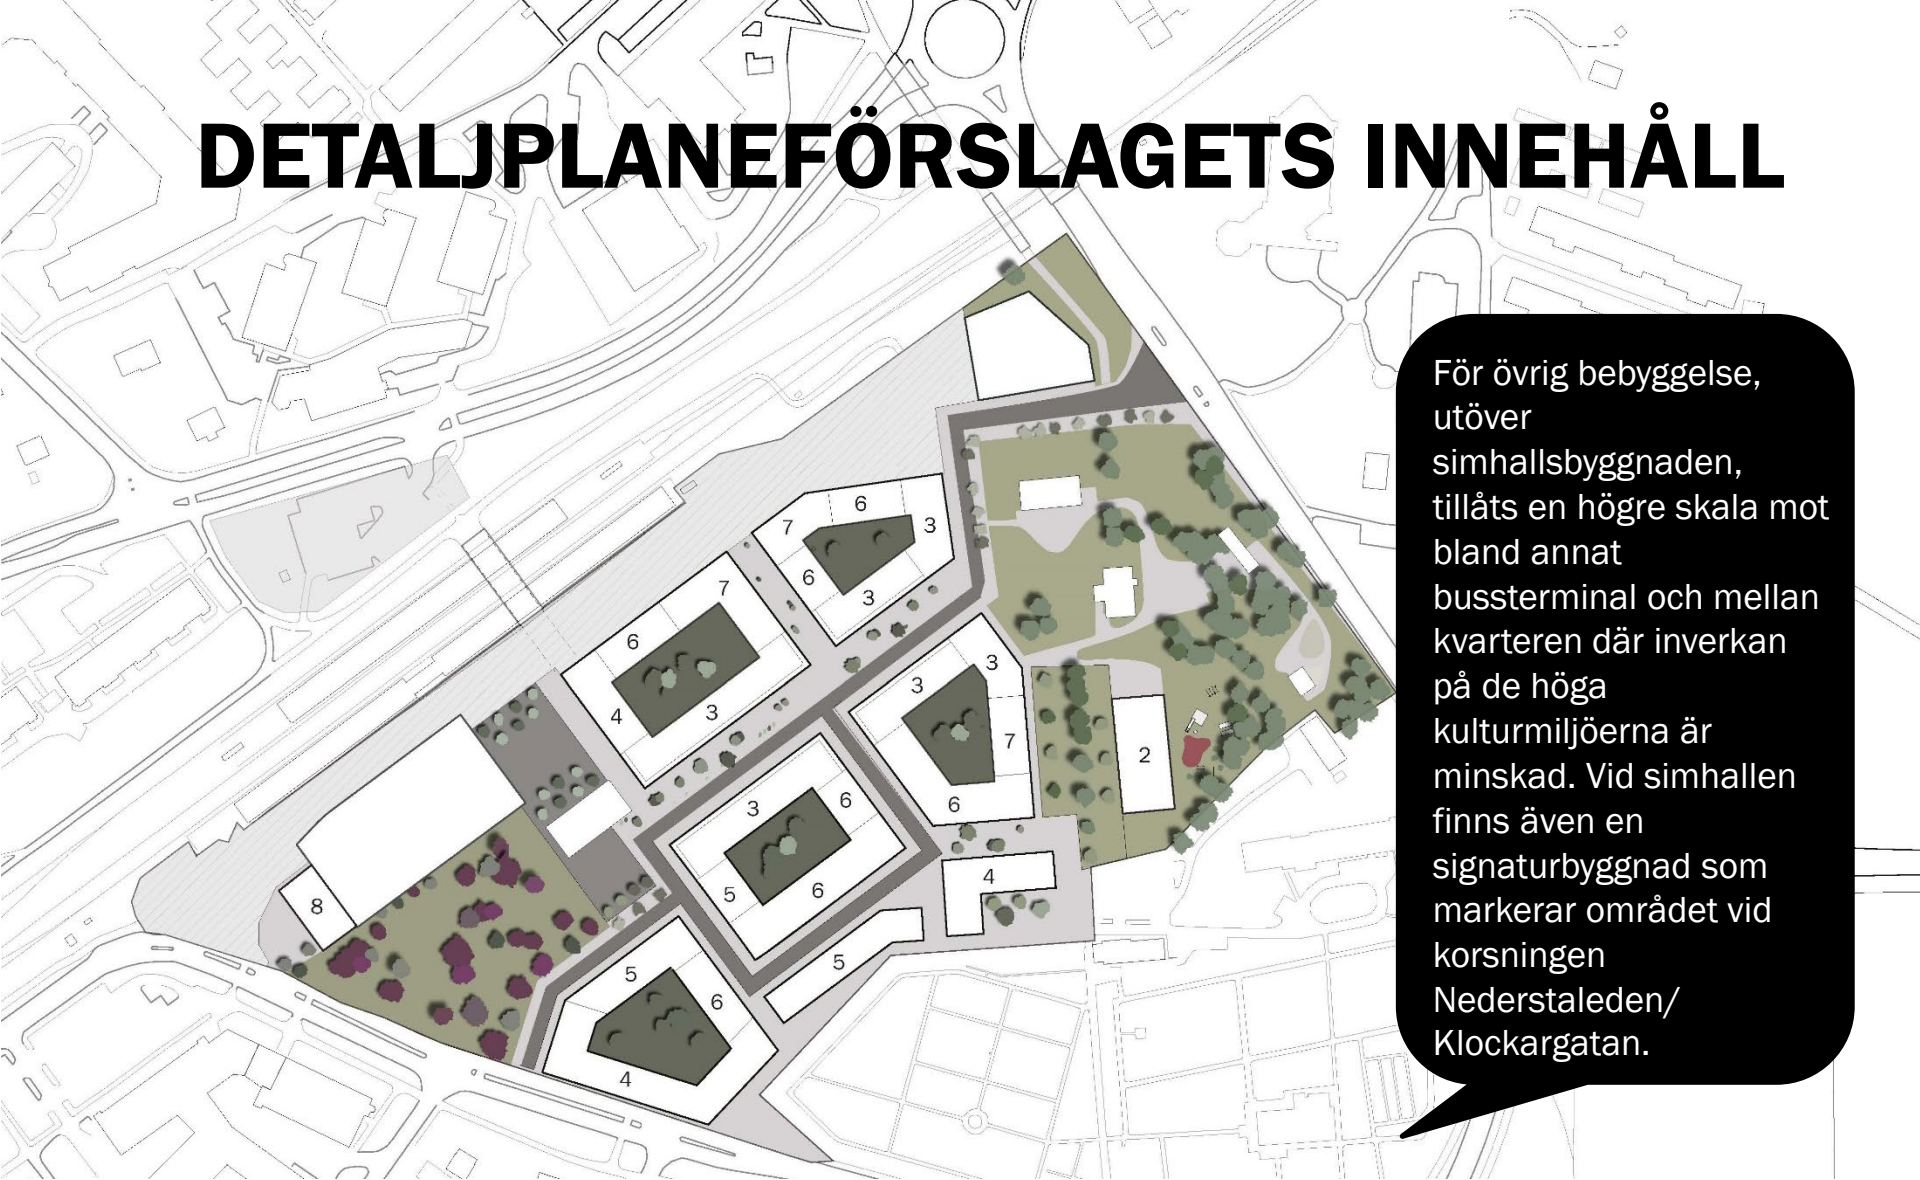 DETALJPLANEFÖRSLAGETS INNEHÅLL
För övrig bebyggelse,
utöver
simhallsbyggnaden,
tillåts en högre skala mot
bland annat
bussterminal och mellan
kvarteren där inverkan
på de höga
kulturmiljöerna är
minskad. Vid simhallen
finns även en
signaturbyggnad som
markerar området vid
korsningen
Nederstaleden/
Klockargatan.
6
7
3
6
3
7
6
4
3
3
3
7
6
2
3
6
5
6
4
8
5
5
6
4